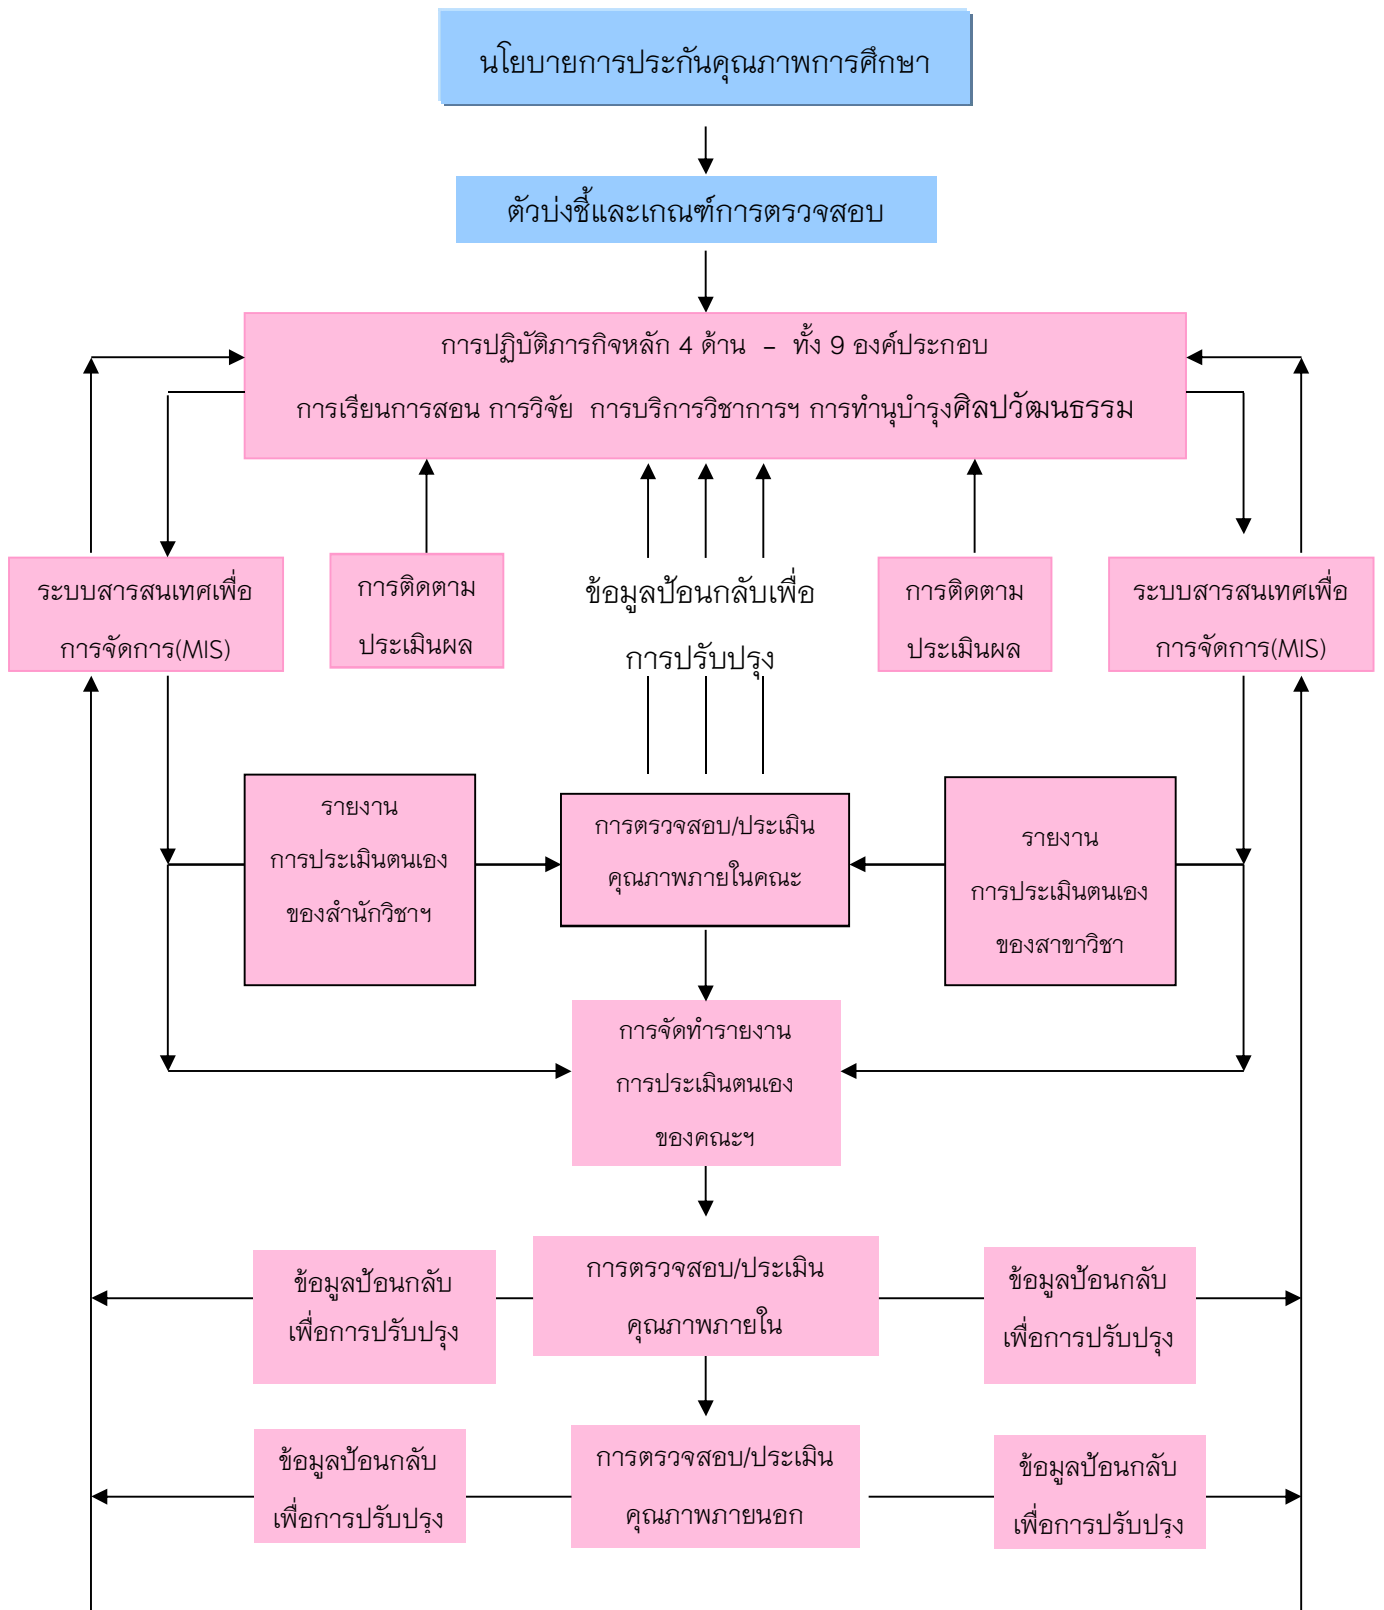 นโยบายการประกันคุณภาพการศึกษา
ตัวบ่งชี้และเกณฑ์การตรวจสอบ
การปฏิบัติภารกิจหลัก 4 ด้าน – ทั้ง 9 องค์ประกอบ
การเรียนการสอน การวิจัย การบริการวิชาการฯ การทำนุบำรุงศิลปวัฒนธรรม
ระบบสารสนเทศเพื่อ
การจัดการ(MIS)
การติดตาม
ประเมินผล
ข้อมูลป้อนกลับเพื่อ
การปรับปรุง
การติดตาม
ประเมินผล
ระบบสารสนเทศเพื่อ
การจัดการ(MIS)
รายงาน
การประเมินตนเอง
ของสำนักวิชาฯ
การตรวจสอบ/ประเมิน
คุณภาพภายในคณะ
รายงาน
การประเมินตนเอง
ของสาขาวิชา
การจัดทำรายงาน
การประเมินตนเอง
ของคณะฯ
ข้อมูลป้อนกลับ
เพื่อการปรับปรุง
การตรวจสอบ/ประเมิน
คุณภาพภายใน
ข้อมูลป้อนกลับ
เพื่อการปรับปรุง
ข้อมูลป้อนกลับ
เพื่อการปรับปรุง
การตรวจสอบ/ประเมิน
คุณภาพภายนอก
ข้อมูลป้อนกลับ
เพื่อการปรับปรุง